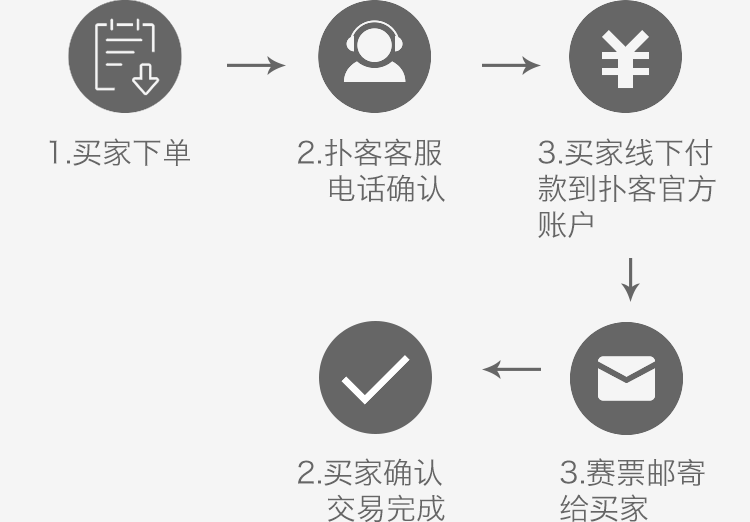 1.买家下单
2.扑客客服
电话确认
3.买家线下付
款到扑客官方
账户
3.赛票邮寄
给买家
2.买家确认
交易完成